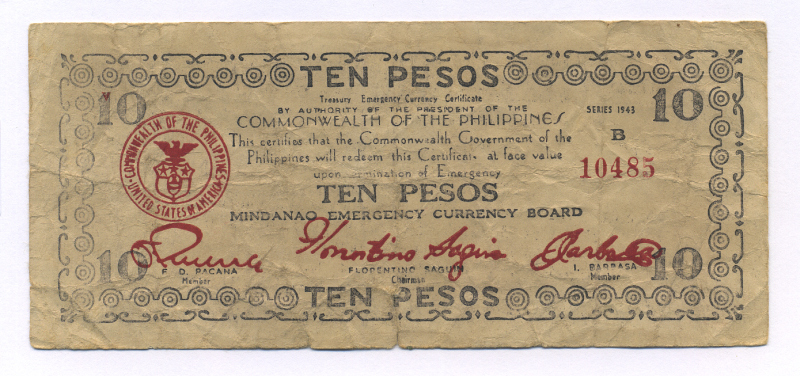 TEN PESOS
10
10
Treasury Emergency Currency Certificate
SERIES 1943
BY AUTHORITY OF THE PRESIDENT OF THE
COMMONWEALTH OF THE PHILIPPINES
B
This certifies that the Commonwealth Government of the
Philippines will redeem this Certificate at face value
10485
upon termination of Emergency
COMMONWEALTH OF THE PHILIPPINES
UNITED STATES OF AMERICA
TEN PESOS
MINDANAO EMERGENCY CURRENCY BOARD
Florentino Saguin
10
10
F. D. PACANA
FLORENTINO SAGUIN
I. BARBASA
Member
Chairman
Member
TEN PESOS